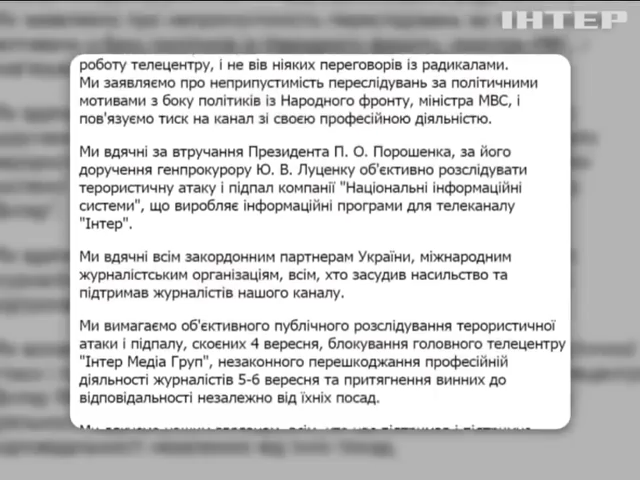 ІНТЕР
роботу телецентру, і не вів ніяких переговорів із радикалами.
Ми заявляємо про неприпустимість переслідувань за політичними
мотивами з боку політиків із Народного фронту, міністра МВС, і
пов'язуємо тиск на канал зі своєю професійною діяльністю.
Ми вдячні за втручання Президента П. О. Порошенка, за його
доручення генпрокурору Ю. В. Луценку об'єктивно розслідувати
терористичну атаку і підпал компанії "Національні інформаційні
системи", що виробляє інформаційні програми для телеканалу
"Інтер".
Ми вдячні всім закордонним партнерам України, міжнародним
журналістським організаціям, всім, хто засудив насильство та
підтримав журналістів нашого каналу.
Ми вимагаємо об'єктивного публічного розслідування терористичної
атаки і підпалу, скоєних 4 вересня, блокування головного телецентру
"Інтер Медіа Груп", незаконного перешкоджання професійній
діяльності журналістів 5-6 вересня та притягнення винних до
відповідальності незалежно від їхніх посад.